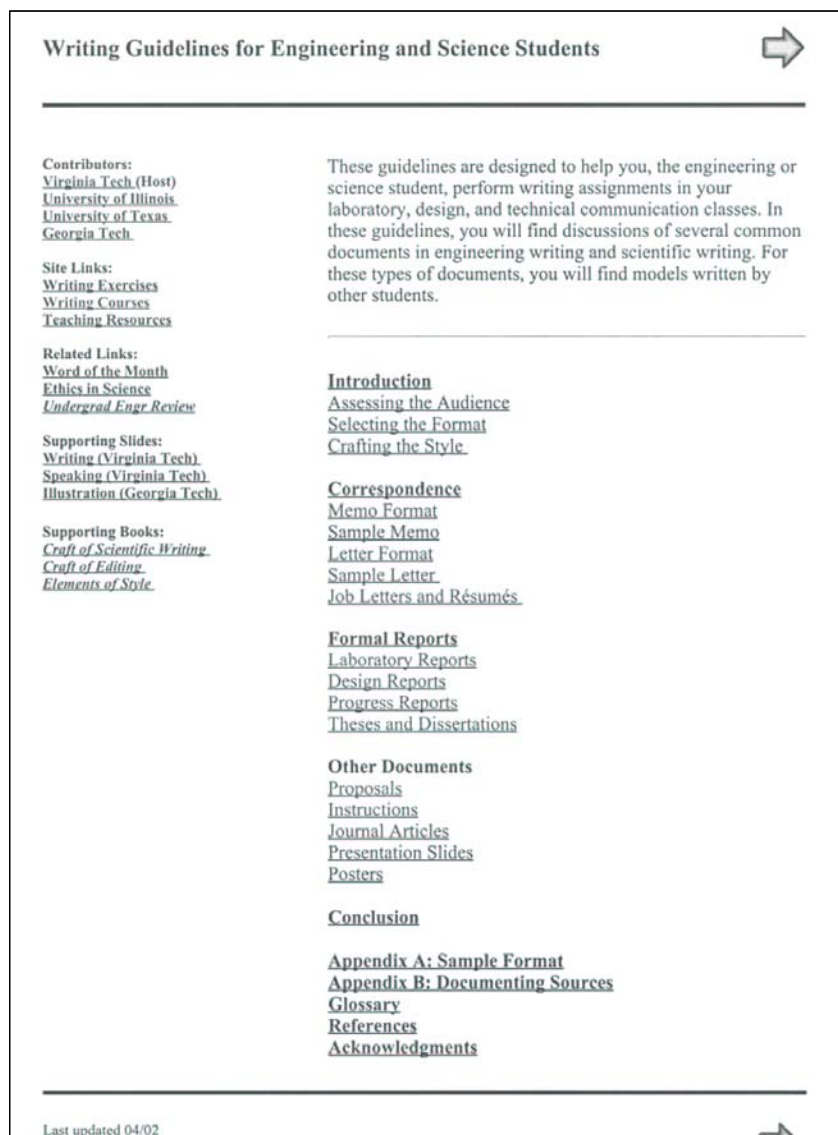 Writing Guidelines for Engineering and Science Students
Contributors:
Virginia Tech (Host)
University of Illinois
University of Texas
Georgia Tech
Site Links:
Writing Exercises
Writing Courses
Teaching Resources
Related Links:
Word of the Month
Ethics in Science
Undergrad Engr Review
Supporting Slides:
Writing (Virginia Tech)
Speaking (Virginia Tech)
Illustration (Georgia Tech)
Supporting Books:
Craft of Scientific Writing
Craft of Editing
Elements of Style
These guidelines are designed to help you, the engineering or
science student, perform writing assignments in your
laboratory, design, and technical communication classes. In
these guidelines, you will find discussions of several common
documents in engineering writing and scientific writing. For
these types of documents, you will find models written by
other students.
Introduction
Assessing the Audience
Selecting the Format
Crafting the Style
Correspondence
Memo Format
Sample Memo
Letter Format
Sample Letter
Job Letters and Résumés
Formal Reports
Laboratory Reports
Design Reports
Progress Reports
Theses and Dissertations
Other Documents
Proposals
Instructions
Journal Articles
Presentation Slides
Posters
Conclusion
Appendix A: Sample Format
Appendix B: Documenting Sources
Glossary
References
Acknowledgments
Last updated 04/02